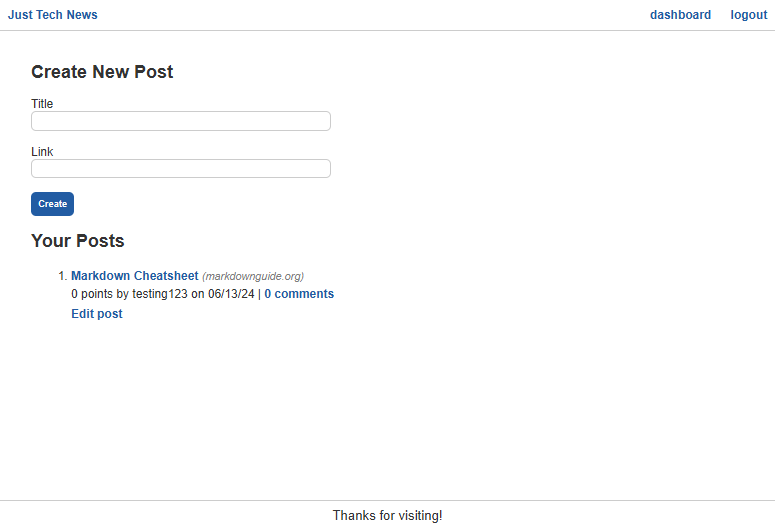 Just Tech News dashboard logout
Create New Post
Title
Link
Create
Your Posts
1. Markdown Cheatsheet (markdownguide.org)
0 points by testing123 on 06/13/24 | 0 comments
Edit post
Thanks for visiting!